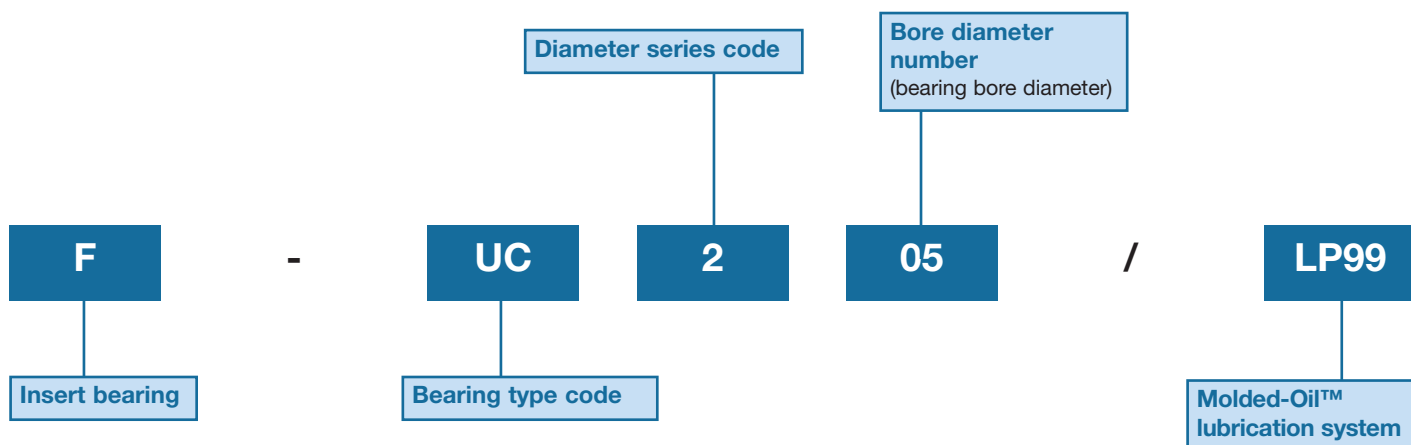 Diameter series code
Bore diameter
number
(bearing bore diameter)
F - UC 2 05 / LP99
Insert bearing
Bearing type code
Molded-Oil™
lubrication system